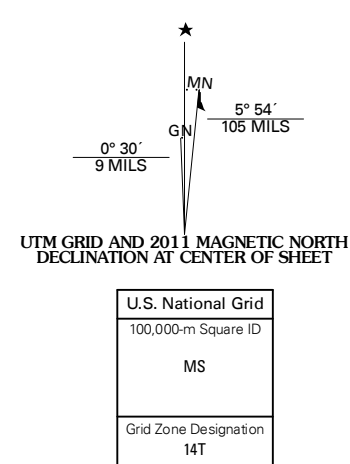 MN
GN
5° 54´
105 MILS
0° 30´
9 MILS
UTM GRID AND 2011 MAGNETIC NORTH
DECLINATION AT CENTER OF SHEET
U.S. National Grid
100,000-m Square ID
MS
Grid Zone Designation
14T